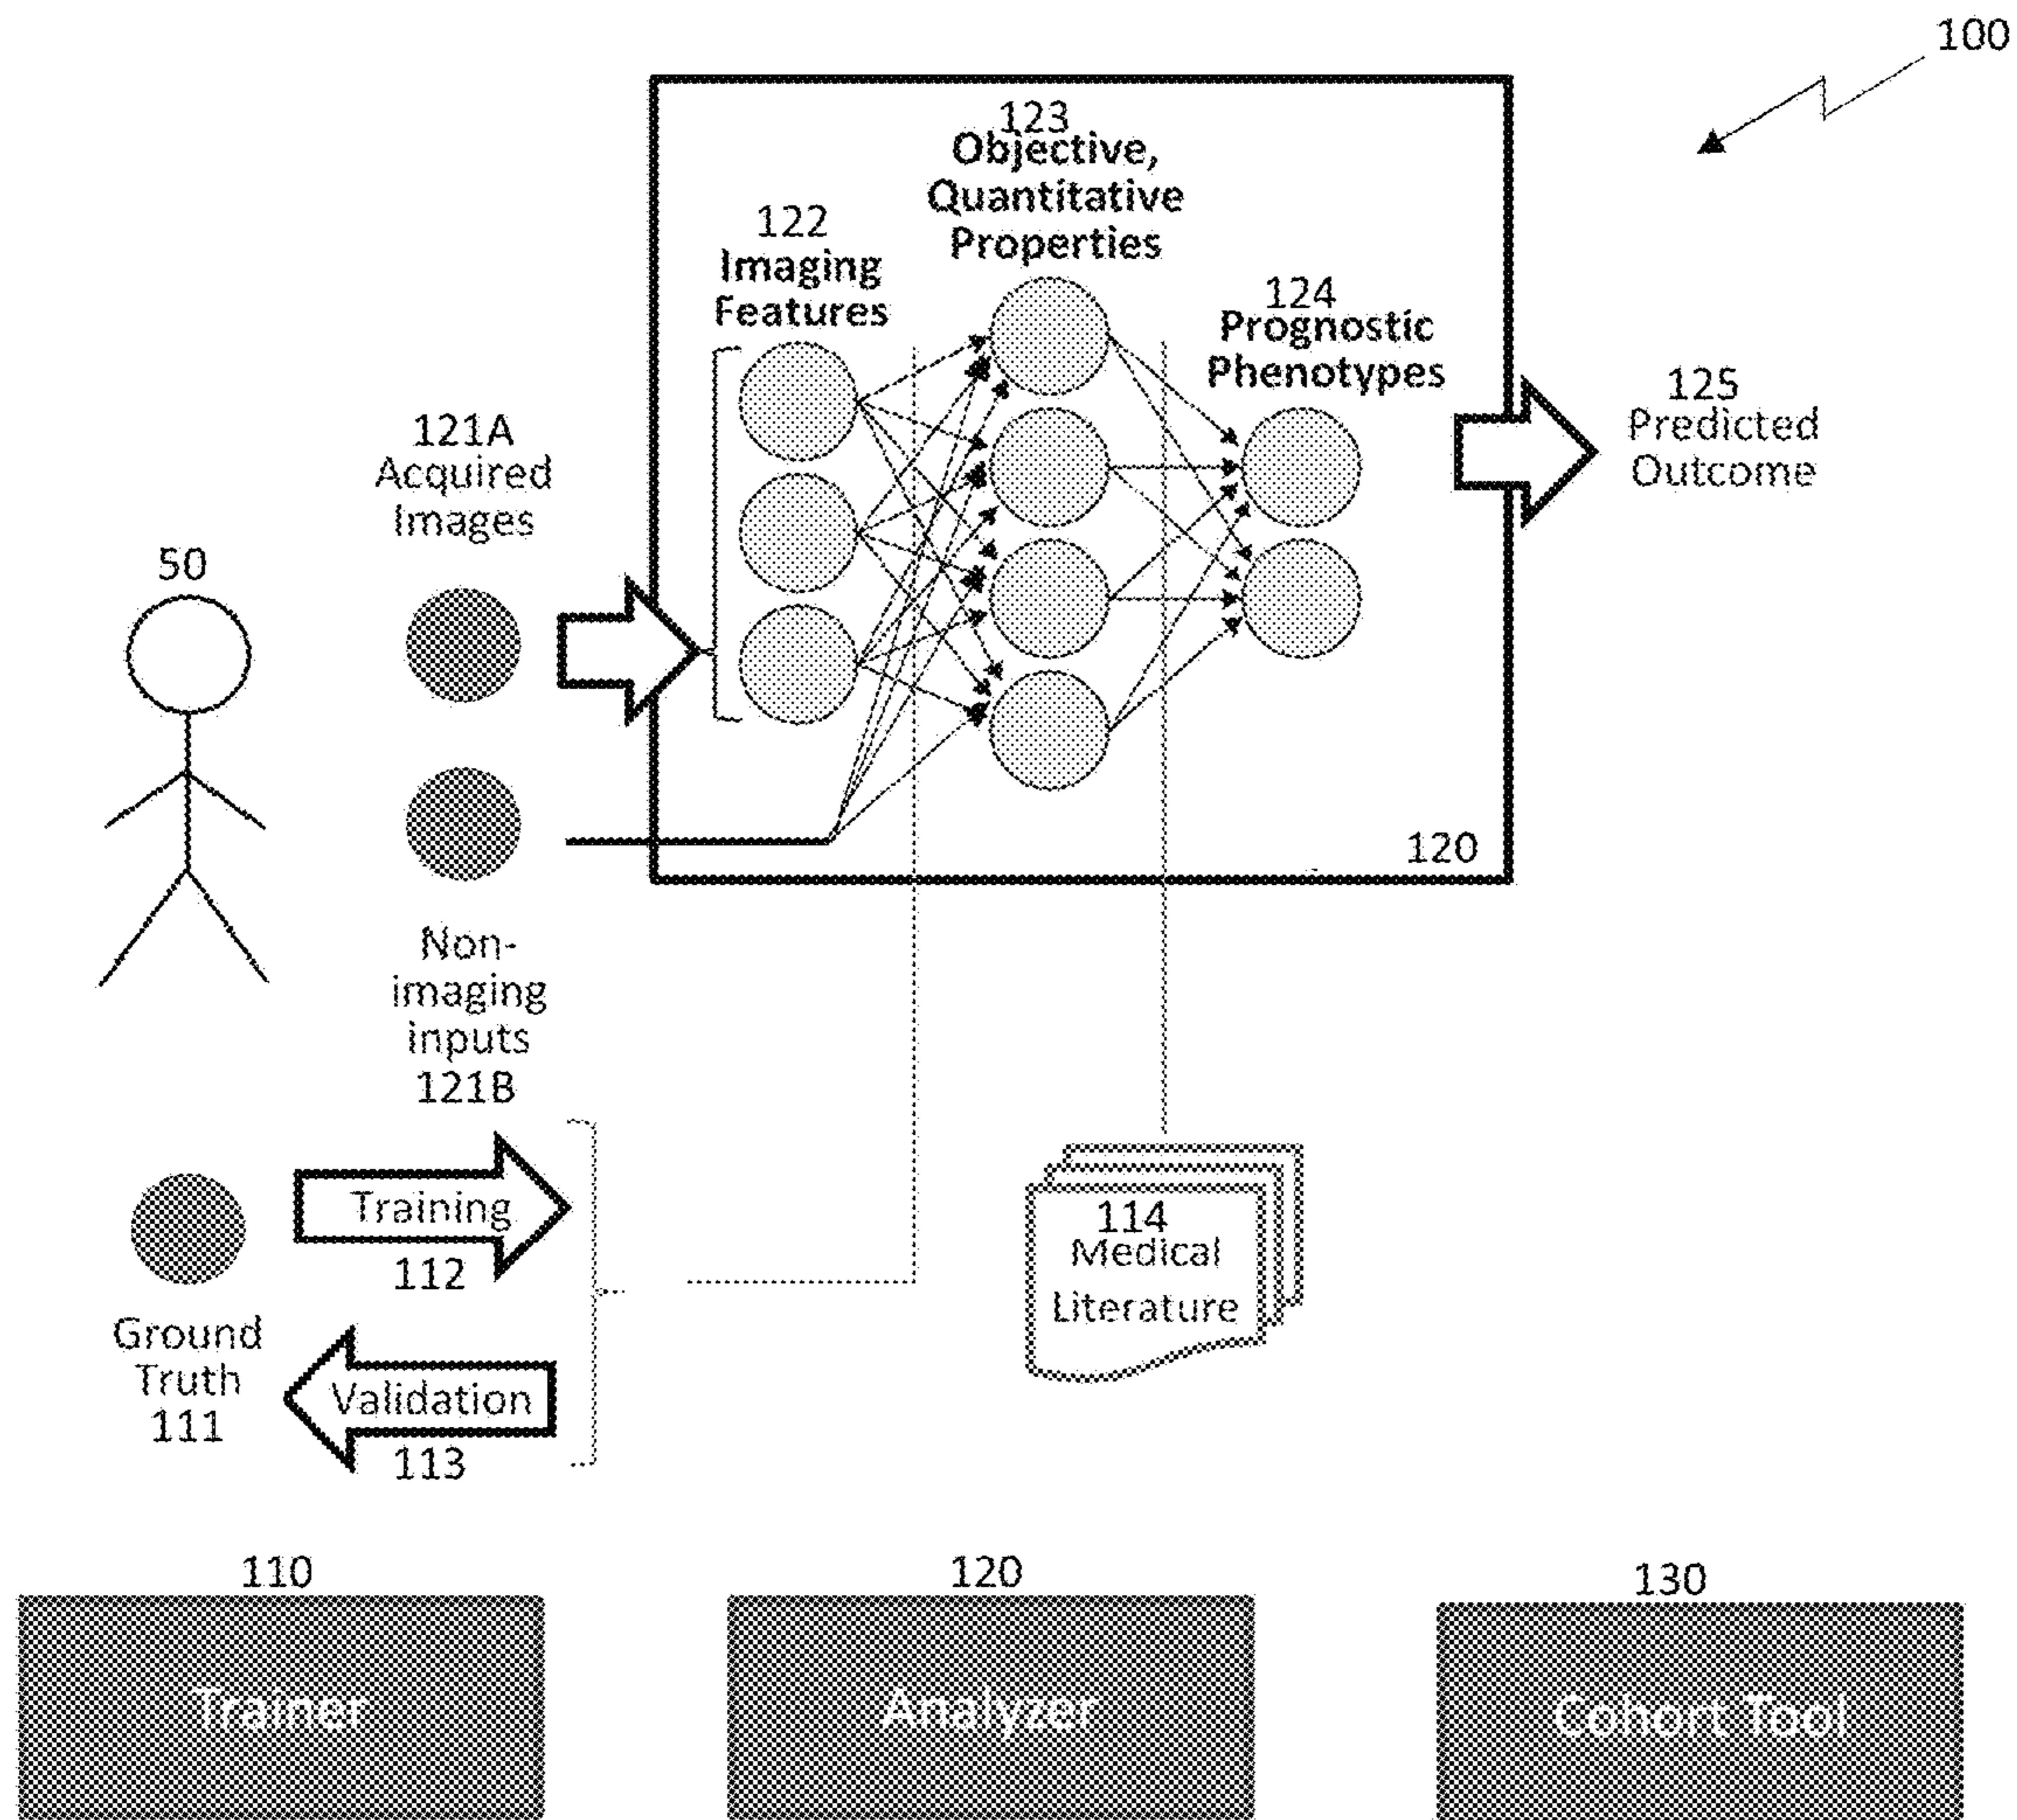 100
123
Objective,
Quantitative
Properties
122
Imaging
Features
124
Prognostic
Phenotypes
125
Predicted
Outcome
121A
Acquired
Images
50
120
Non-
imaging
inputs
121B
Training
112
Ground
Truth
111
Validation
113
114
Medical
Literature
110
Trainer
120
Analyzer
130
Cohort Tool